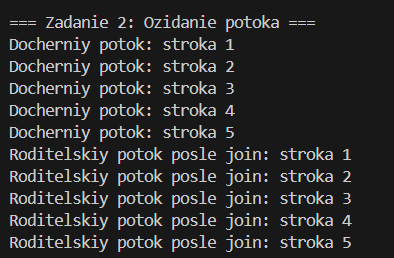 === Zadanie 2: Ozidanie potoka ===
Docherniy potok: stroka 1
Docherniy potok: stroka 2
Docherniy potok: stroka 3
Docherniy potok: stroka 4
Docherniy potok: stroka 5
Roditelskiy potok posle join: stroka 1
Roditelskiy potok posle join: stroka 2
Roditelskiy potok posle join: stroka 3
Roditelskiy potok posle join: stroka 4
Roditelskiy potok posle join: stroka 5